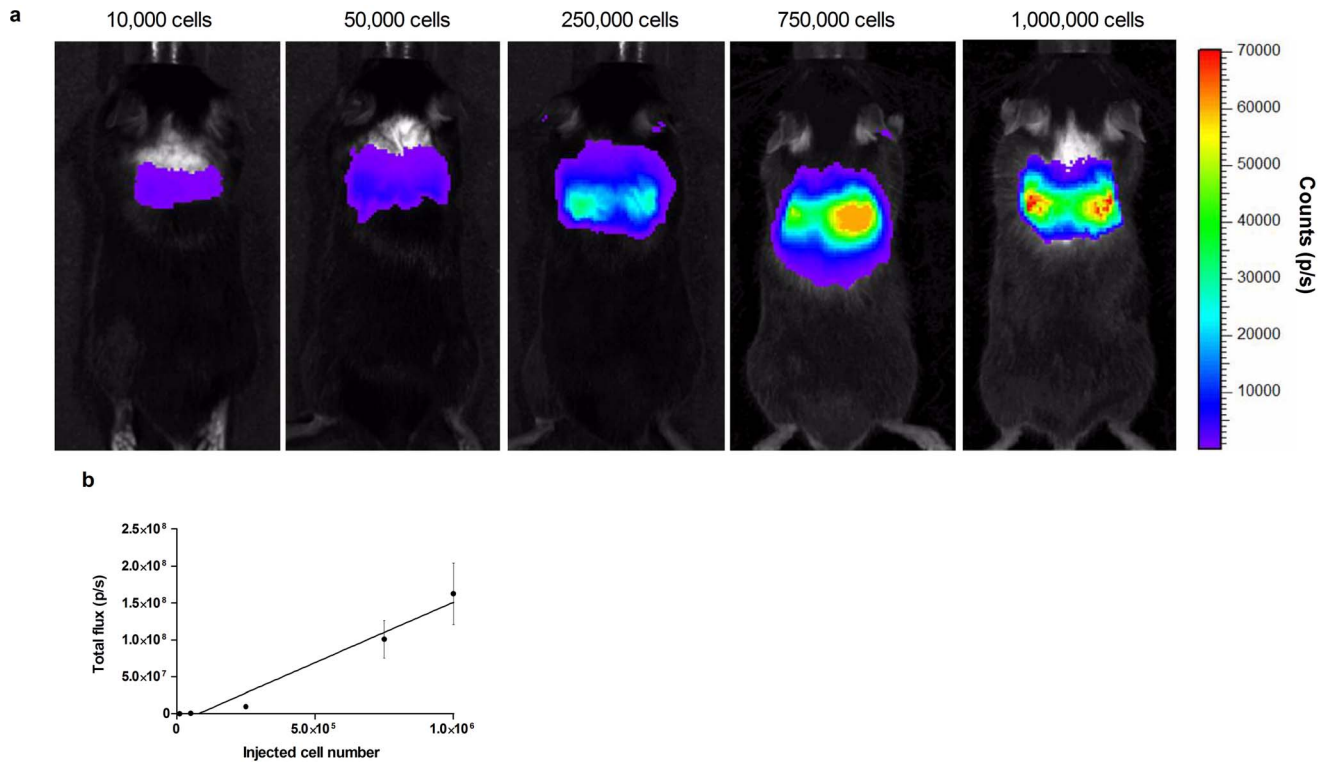 a
10,000 cells
50,000 cells
250,000 cells
750,000 cells
1,000,000 cells
70000
60000
50000
40000
30000
20000
10000
Counts (p/s)
b
2.5×10⁸
2.0×10⁸
1.5×10⁸
1.0×10⁸
5.0×10⁷
0
Total flux (p/s)
0
5.0×10⁵
1.0×10⁶
Injected cell number